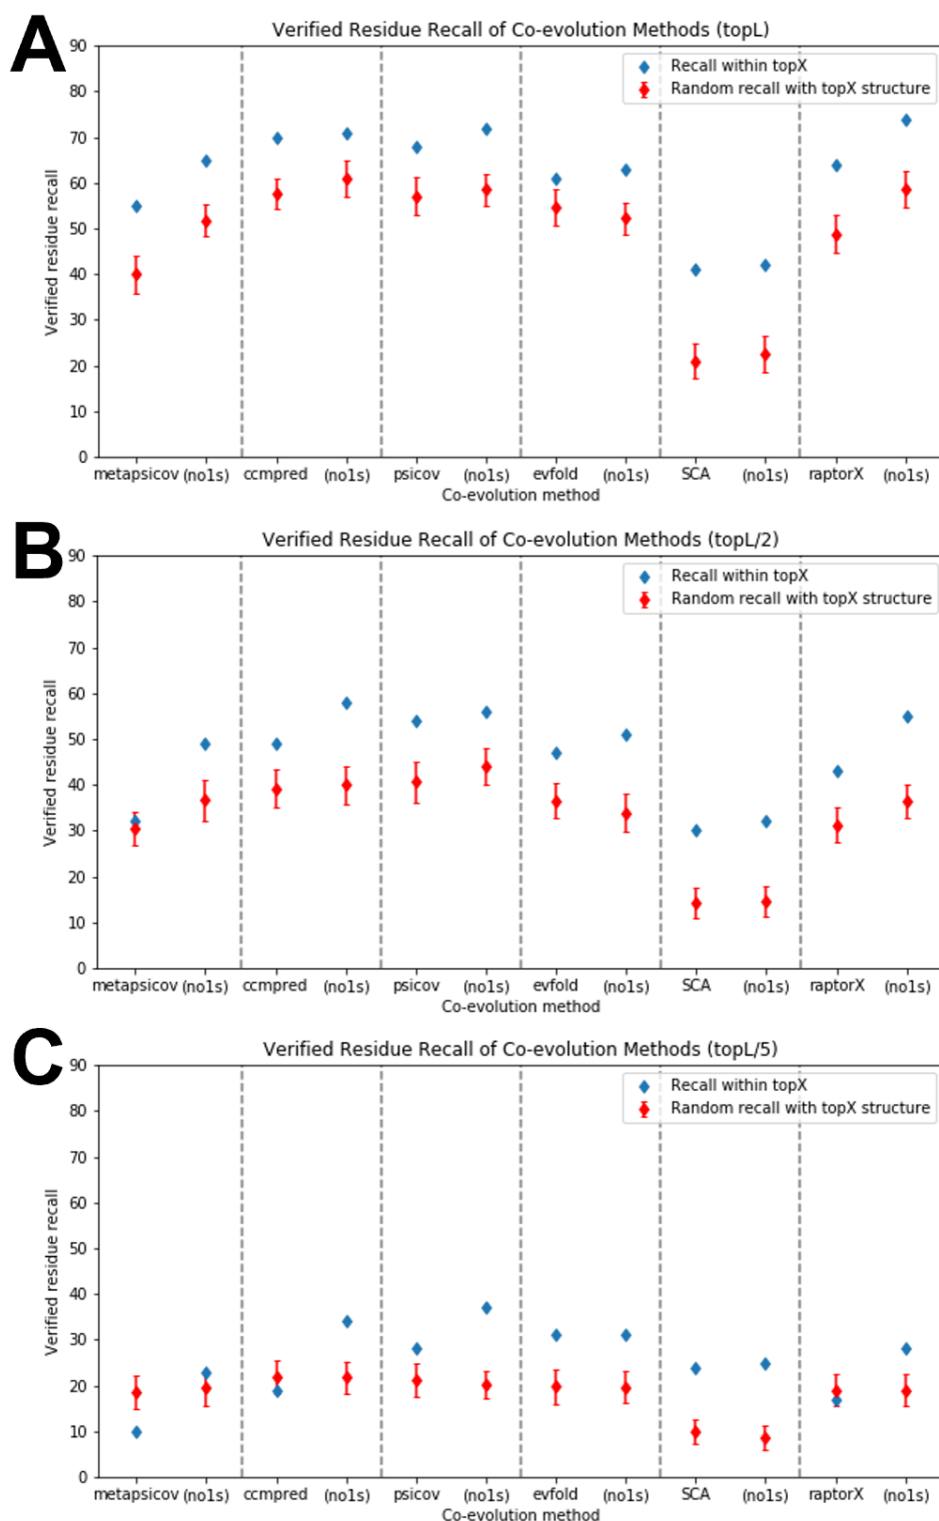 A
Verified Residue Recall of Co-evolution Methods (topL)
Recall within topX
Random recall with topX structure
90
80
70
60
50
40
30
20
10
0
Verified residue recall
metapsicov (no1s) ccmpred (no1s) psicov (no1s) evfold (no1s) SCA (no1s) raptorX (no1s)
Co-evolution method
B
Verified Residue Recall of Co-evolution Methods (topL/2)
Recall within topX
Random recall with topX structure
90
80
70
60
50
40
30
20
10
0
Verified residue recall
metapsicov (no1s) ccmpred (no1s) psicov (no1s) evfold (no1s) SCA (no1s) raptorX (no1s)
Co-evolution method
C
Verified Residue Recall of Co-evolution Methods (topL/5)
Recall within topX
Random recall with topX structure
90
80
70
60
50
40
30
20
10
0
Verified residue recall
metapsicov (no1s) ccmpred (no1s) psicov (no1s) evfold (no1s) SCA (no1s) raptorX (no1s)
Co-evolution method